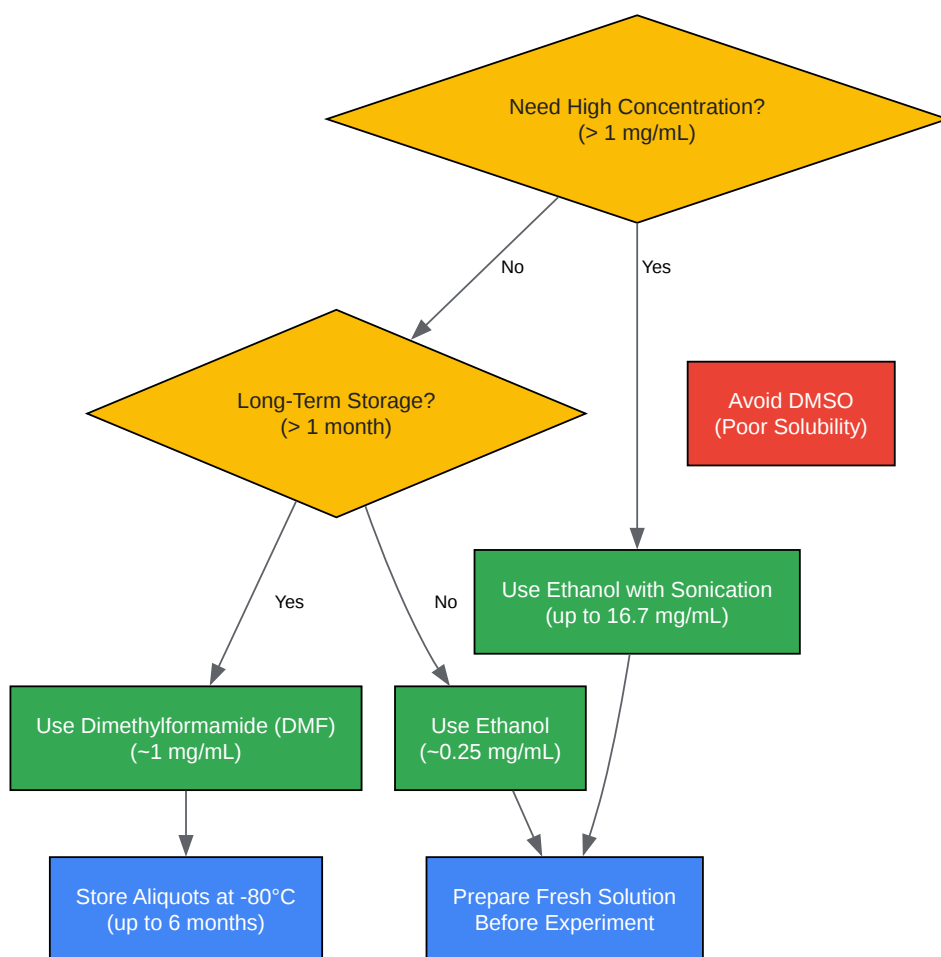 Need High Concentration?
(> 1 mg/mL)
No
Yes
Long-Term Storage?
(> 1 month)
Avoid DMSO
(Poor Solubility)
Yes
No
Use Ethanol with Sonication
(up to 16.7 mg/mL)
Use Dimethylformamide (DMF)
(~1 mg/mL)
Use Ethanol
(~0.25 mg/mL)
Store Aliquots at -80°C
(up to 6 months)
Prepare Fresh Solution
Before Experiment